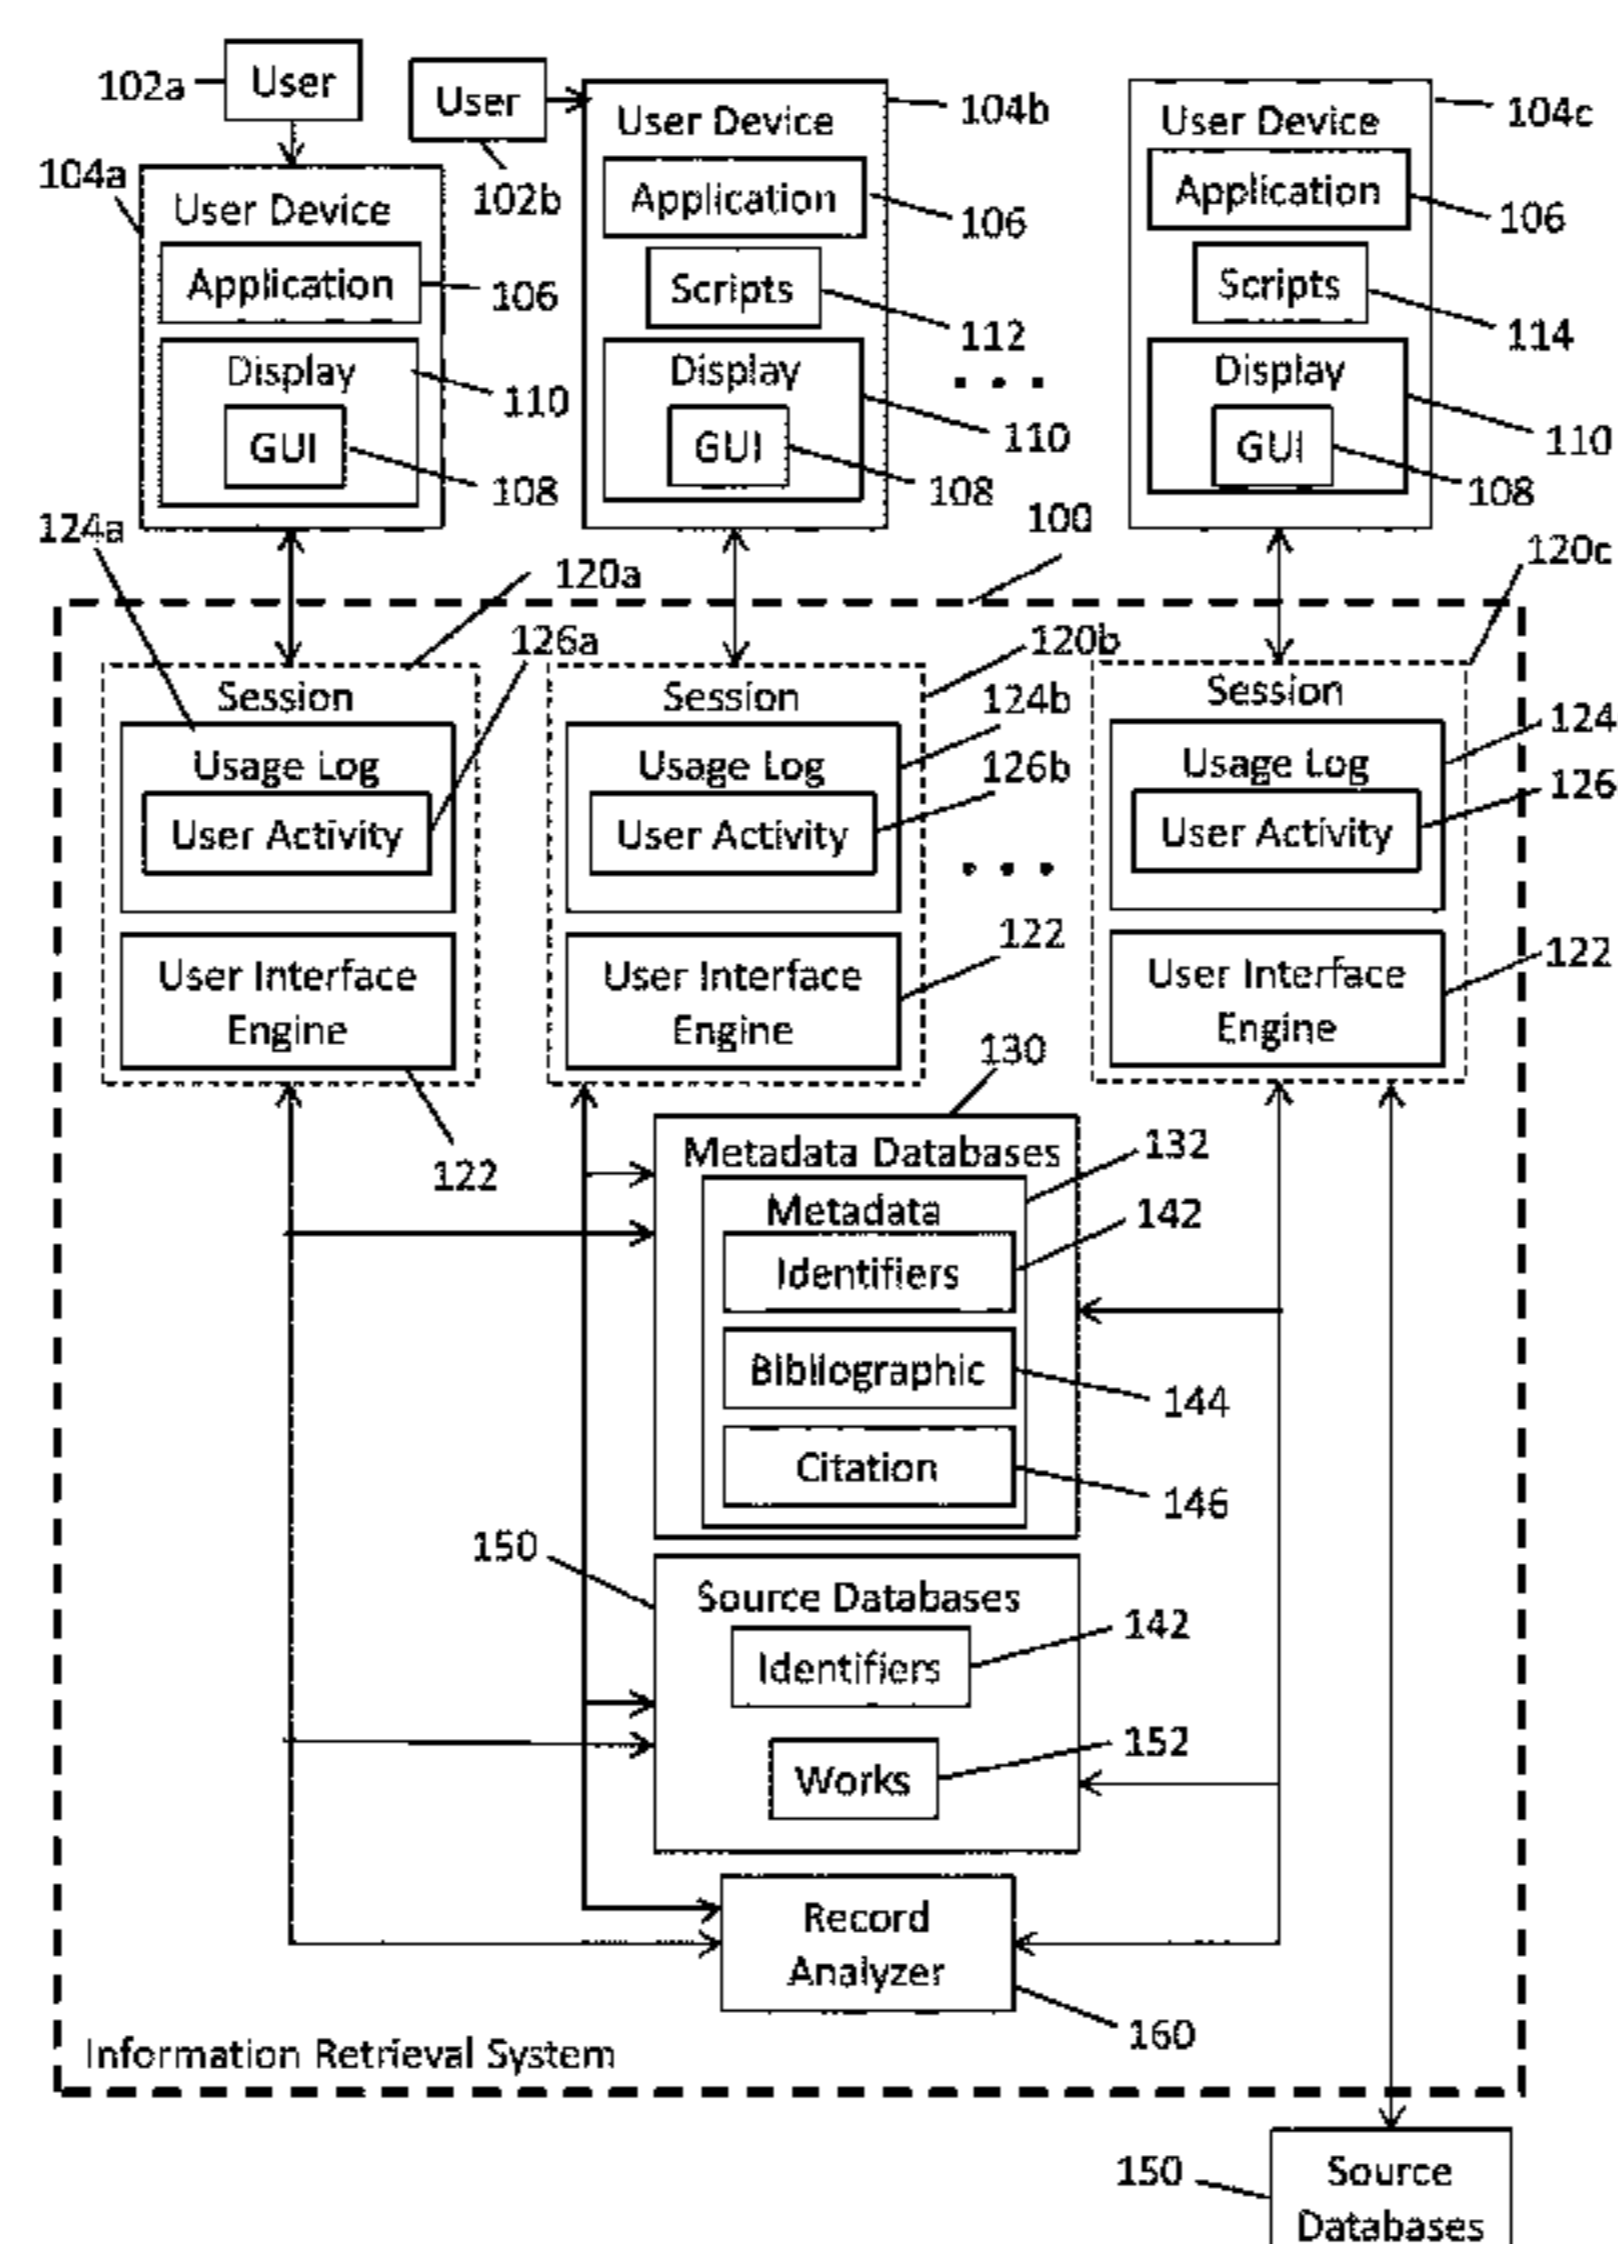 102a
User
User
102b
104a
User Device
Application
106
Display
110
GUI
108
User Device
104b
Application
106
Scripts
112
Display
110
GUI
108
. . .
User Device
104c
Application
106
Scripts
114
Display
110
GUI
108
100
124a
120a
126a
Session
Usage Log
User Activity
User Interface
Engine
122
120b
Session
124b
Usage Log
126b
User Activity
122
User Interface
Engine
. . .
120c
Session
124
Usage Log
126
User Activity
122
User Interface
Engine
130
Metadata Databases
132
Metadata
142
Identifiers
Bibliographic
144
Citation
146
150
Source Databases
142
Identifiers
152
Works
Record
Analyzer
160
Information Retrieval System
150
Source
Databases